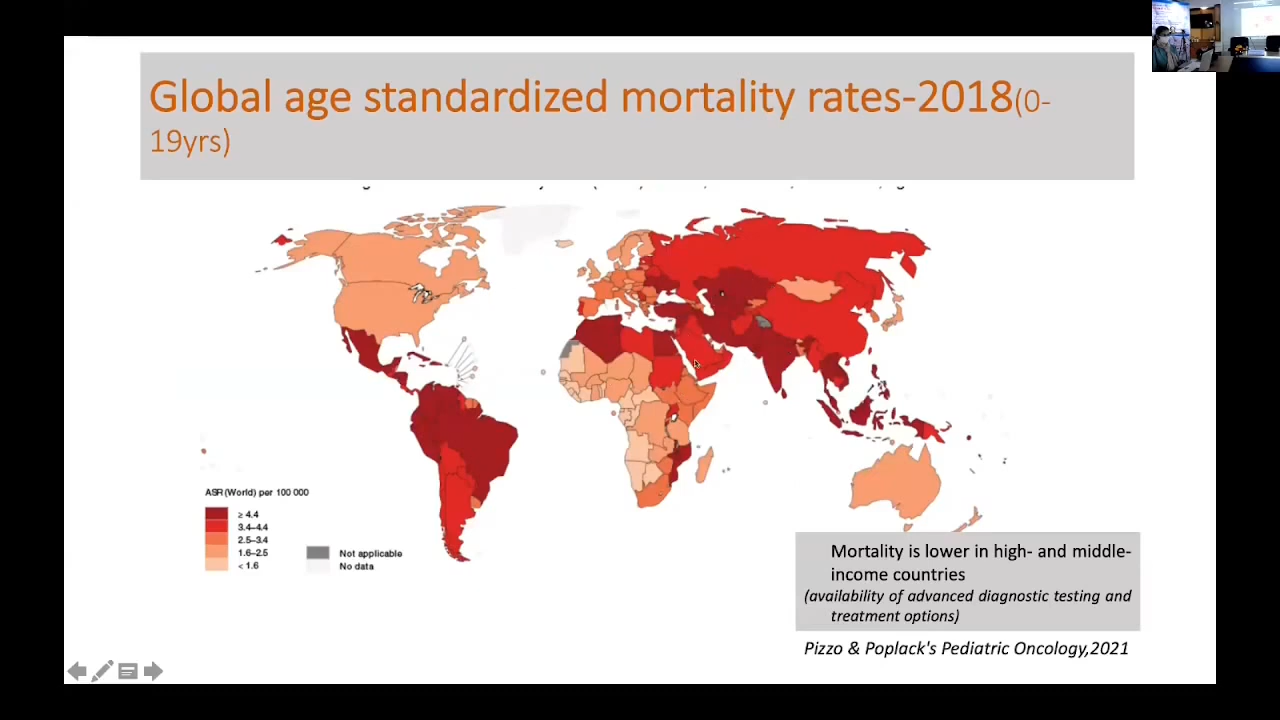 Global age standardized mortality rates-2018(0-
19yrs)
ASR (World) per 100 000
≥ 4.4
3.4–4.4
2.5–3.4
1.6–2.5
< 1.6
Not applicable
No data
Mortality is lower in high- and middle-
income countries
(availability of advanced diagnostic testing and
treatment options)
Pizzo & Poplack's Pediatric Oncology,2021